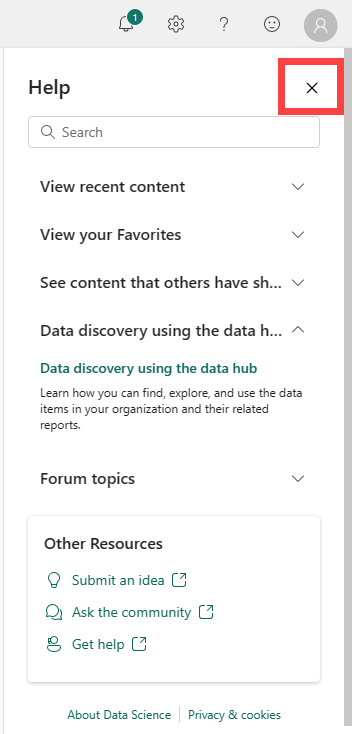 1
Help
Search
View recent content
View your Favorites
See content that others have sh...
Data discovery using the data h...
Data discovery using the data hub
Learn how you can find, explore, and use the data
items in your organization and their related
reports.
Forum topics
Other Resources
Submit an idea
Ask the community
Get help
About Data Science | Privacy & cookies